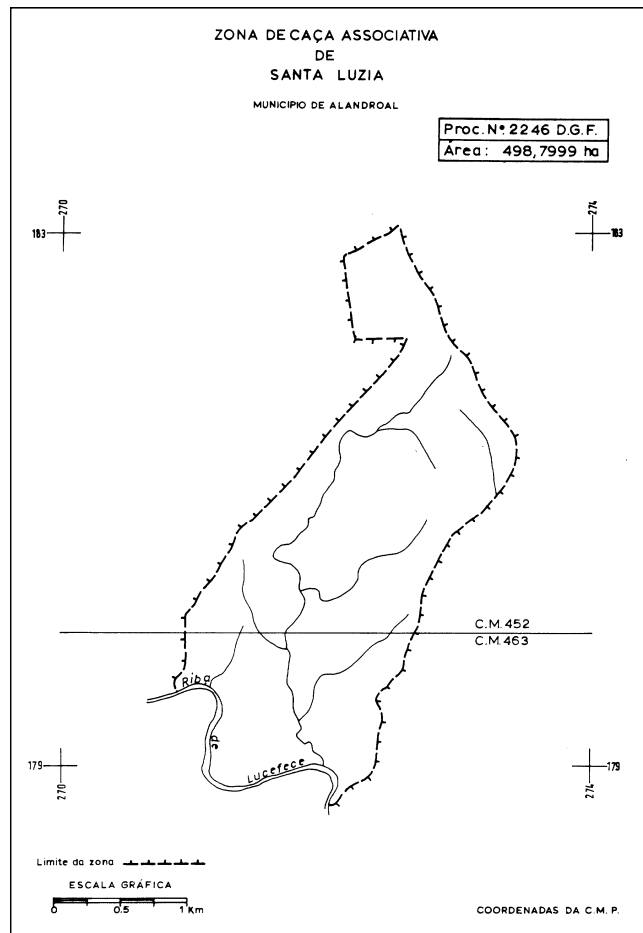 ZONA DE CAÇA ASSOCIATIVA
DE
SANTA LUZIA
MUNICIPIO DE ALANDROAL
Proc. Nº 2246 D.G.F.
Área: 498,7999 ha
270
274
183
183
C.M. 452
C.M. 463
Riba
de
Lucefece
179
179
270
274
Limite da zona
ESCALA GRÁFICA
0 0.5 1 Km
COORDENADAS DA C.M.P.